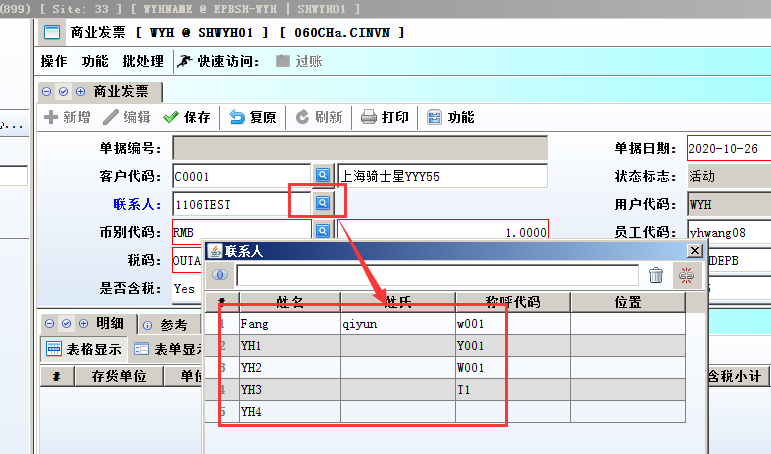 (899) [ Site: 33 ] [ WYHNAME @ EPBSH-WYH | SHWYH01 ]
商业发票 [ WYH @ SHWYH01 ] [ 060CHa.CINVN ]
操作 功能 批处理 快速访问: 过账
商业发票
新增 编辑 保存 复原 刷新 打印 功能
单据编号: 单据日期: 2020-10-26
客户代码: C0001 上海骑士星YYY55 状态标志: 活动
联系人: 1106TEST 用户代码: WYH
币别代码: RMB 1.0000 员工代码: yhwang08
税码: OUTA DEPB
是否含税: Yes
联系人
# 姓名 姓氏 称呼代码 位置
1 Fang qiyun w001
2 YH1 Y001
3 YH2 W001
4 YH3 T1
5 YH4
明细 参考
表格显示 表单显示
# 存货单位 单位 含税小计